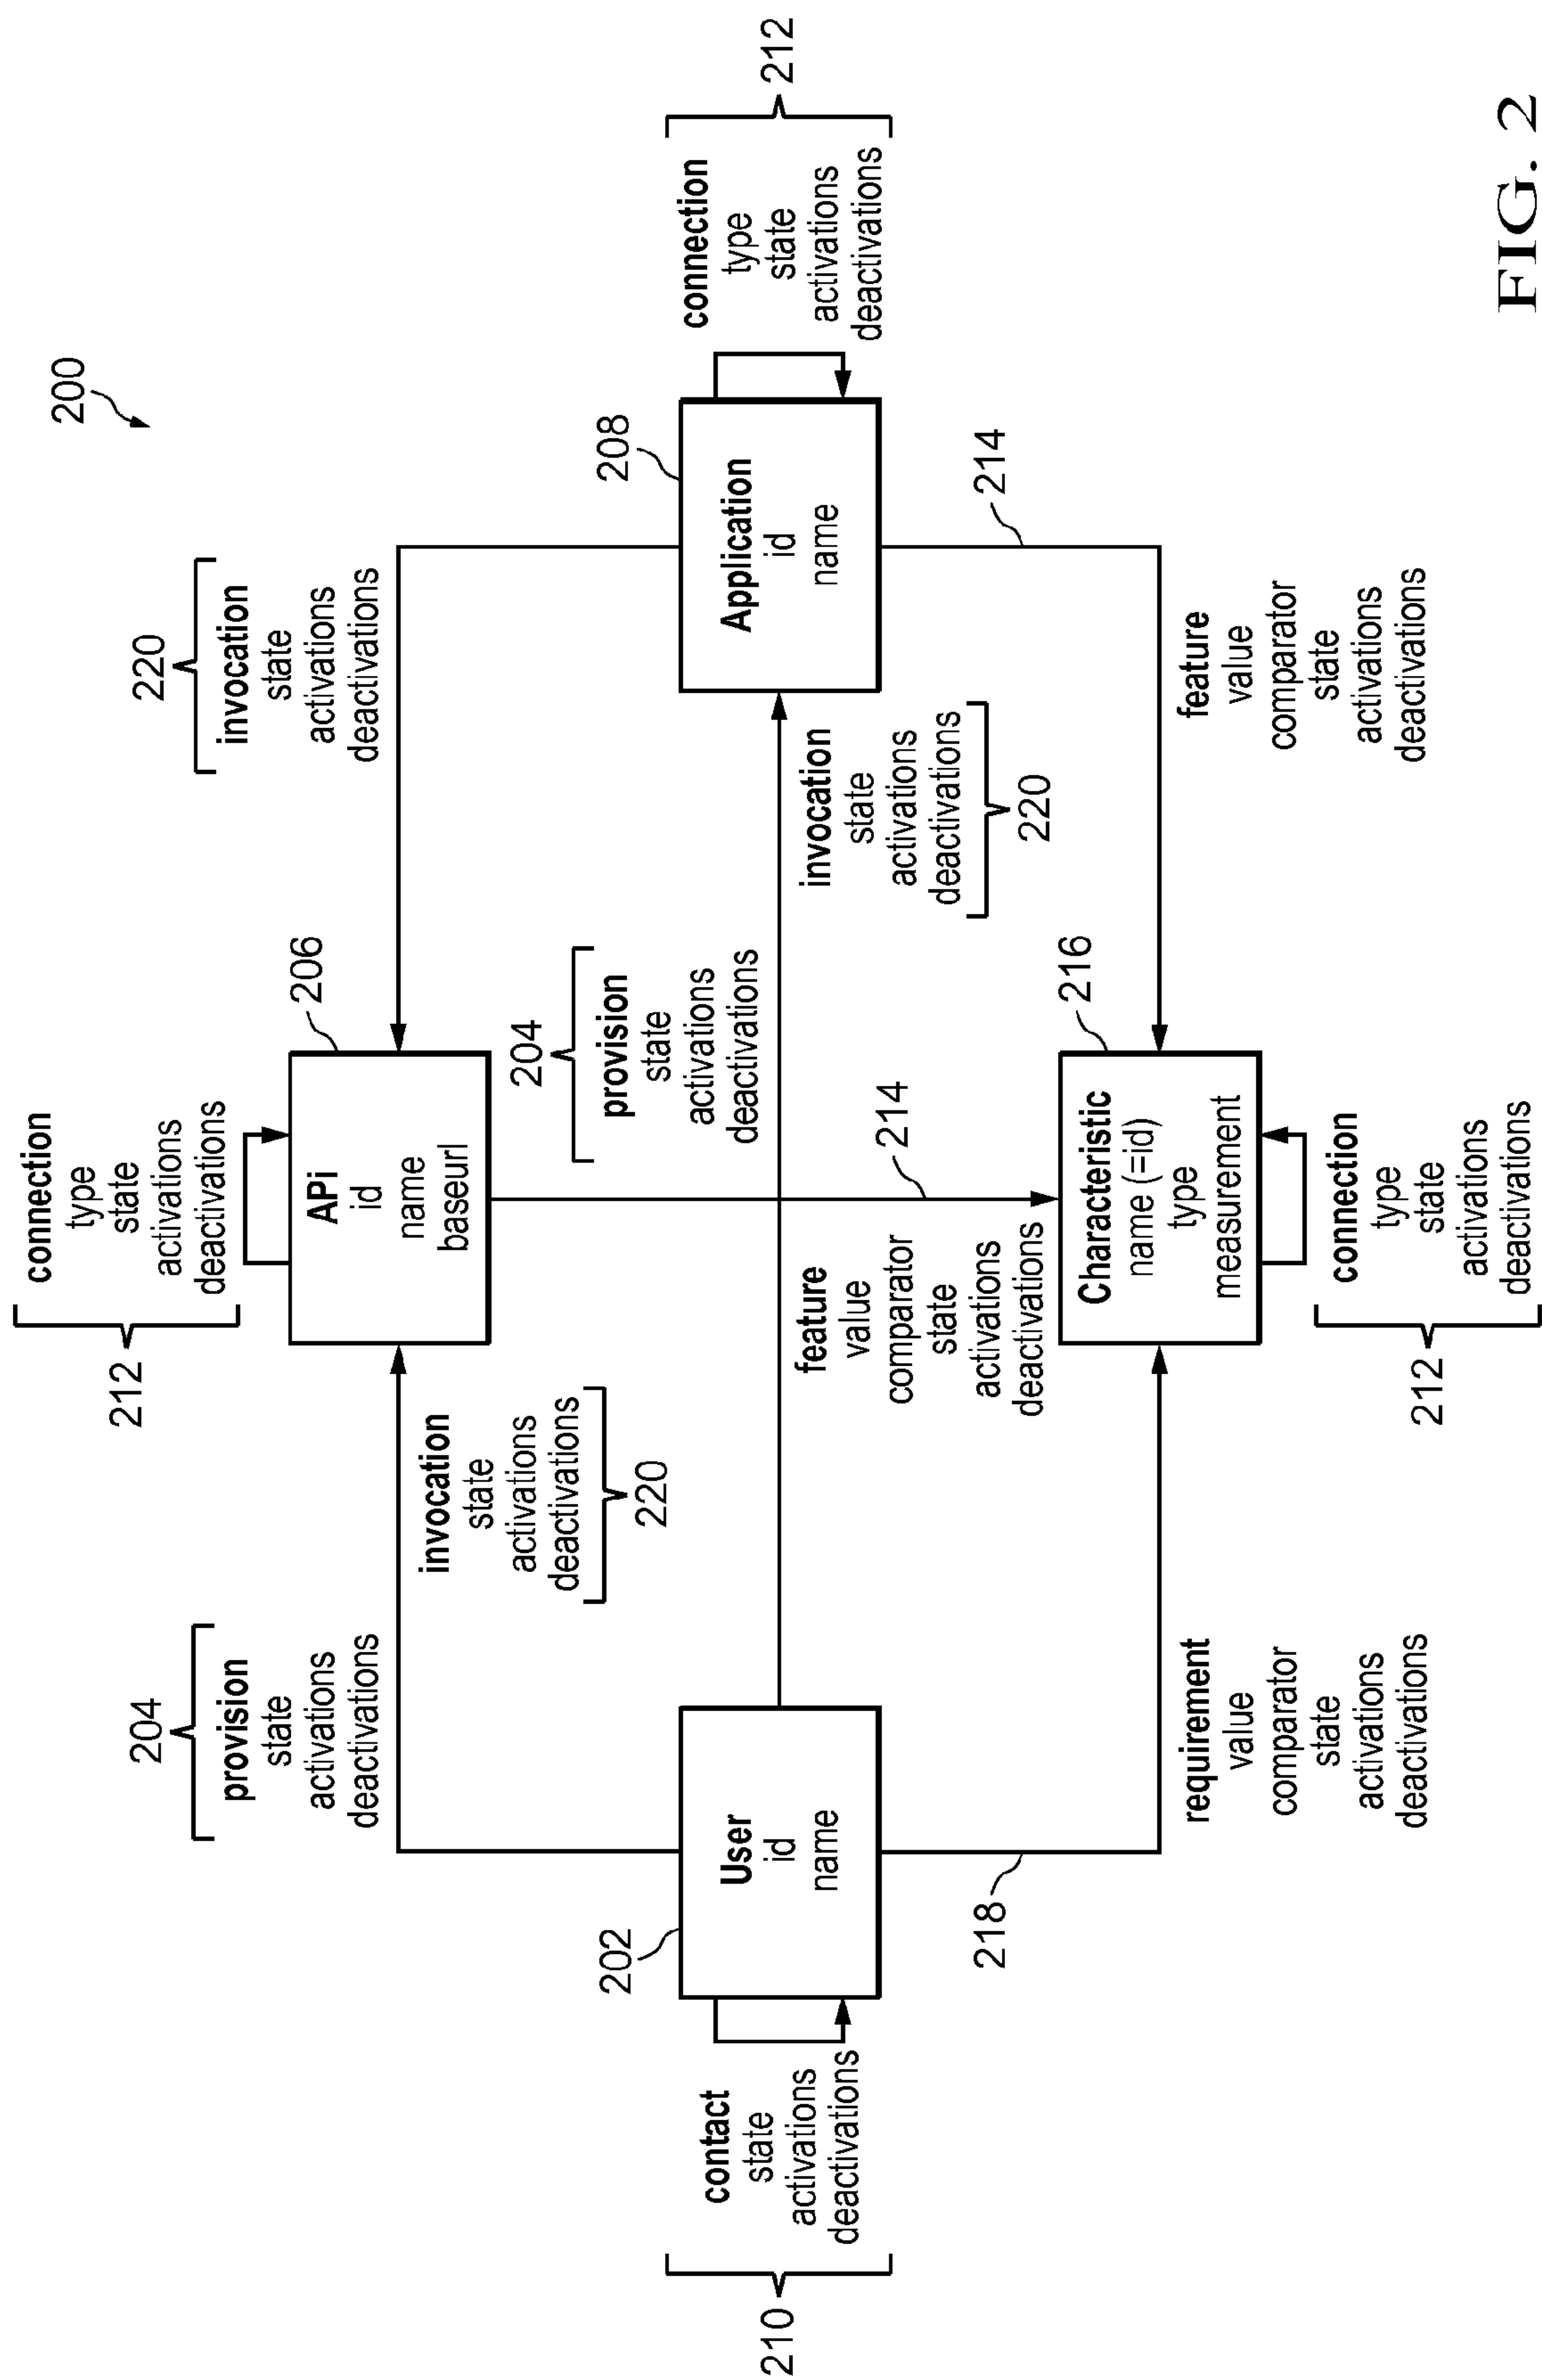 200
212
connection
type
state
activations
deactivations
204
provision
state
activations
deactivations
206
APi
id
name
baseurl
220
invocation
state
activations
deactivations
invocation
state
activations
deactivations
220
204
provision
state
activations
deactivations
210
contact
state
activations
deactivations
202
User
id
name
208
Application
id
name
connection
type
state
activations
deactivations
212
invocation
state
activations
deactivations
220
feature
value
comparator
state
activations
deactivations
214
218
214
requirement
value
comparator
state
activations
deactivations
216
Characteristic
name (=id)
type
measurement
feature
value
comparator
state
activations
deactivations
212
connection
type
state
activations
deactivations
FIG. 2